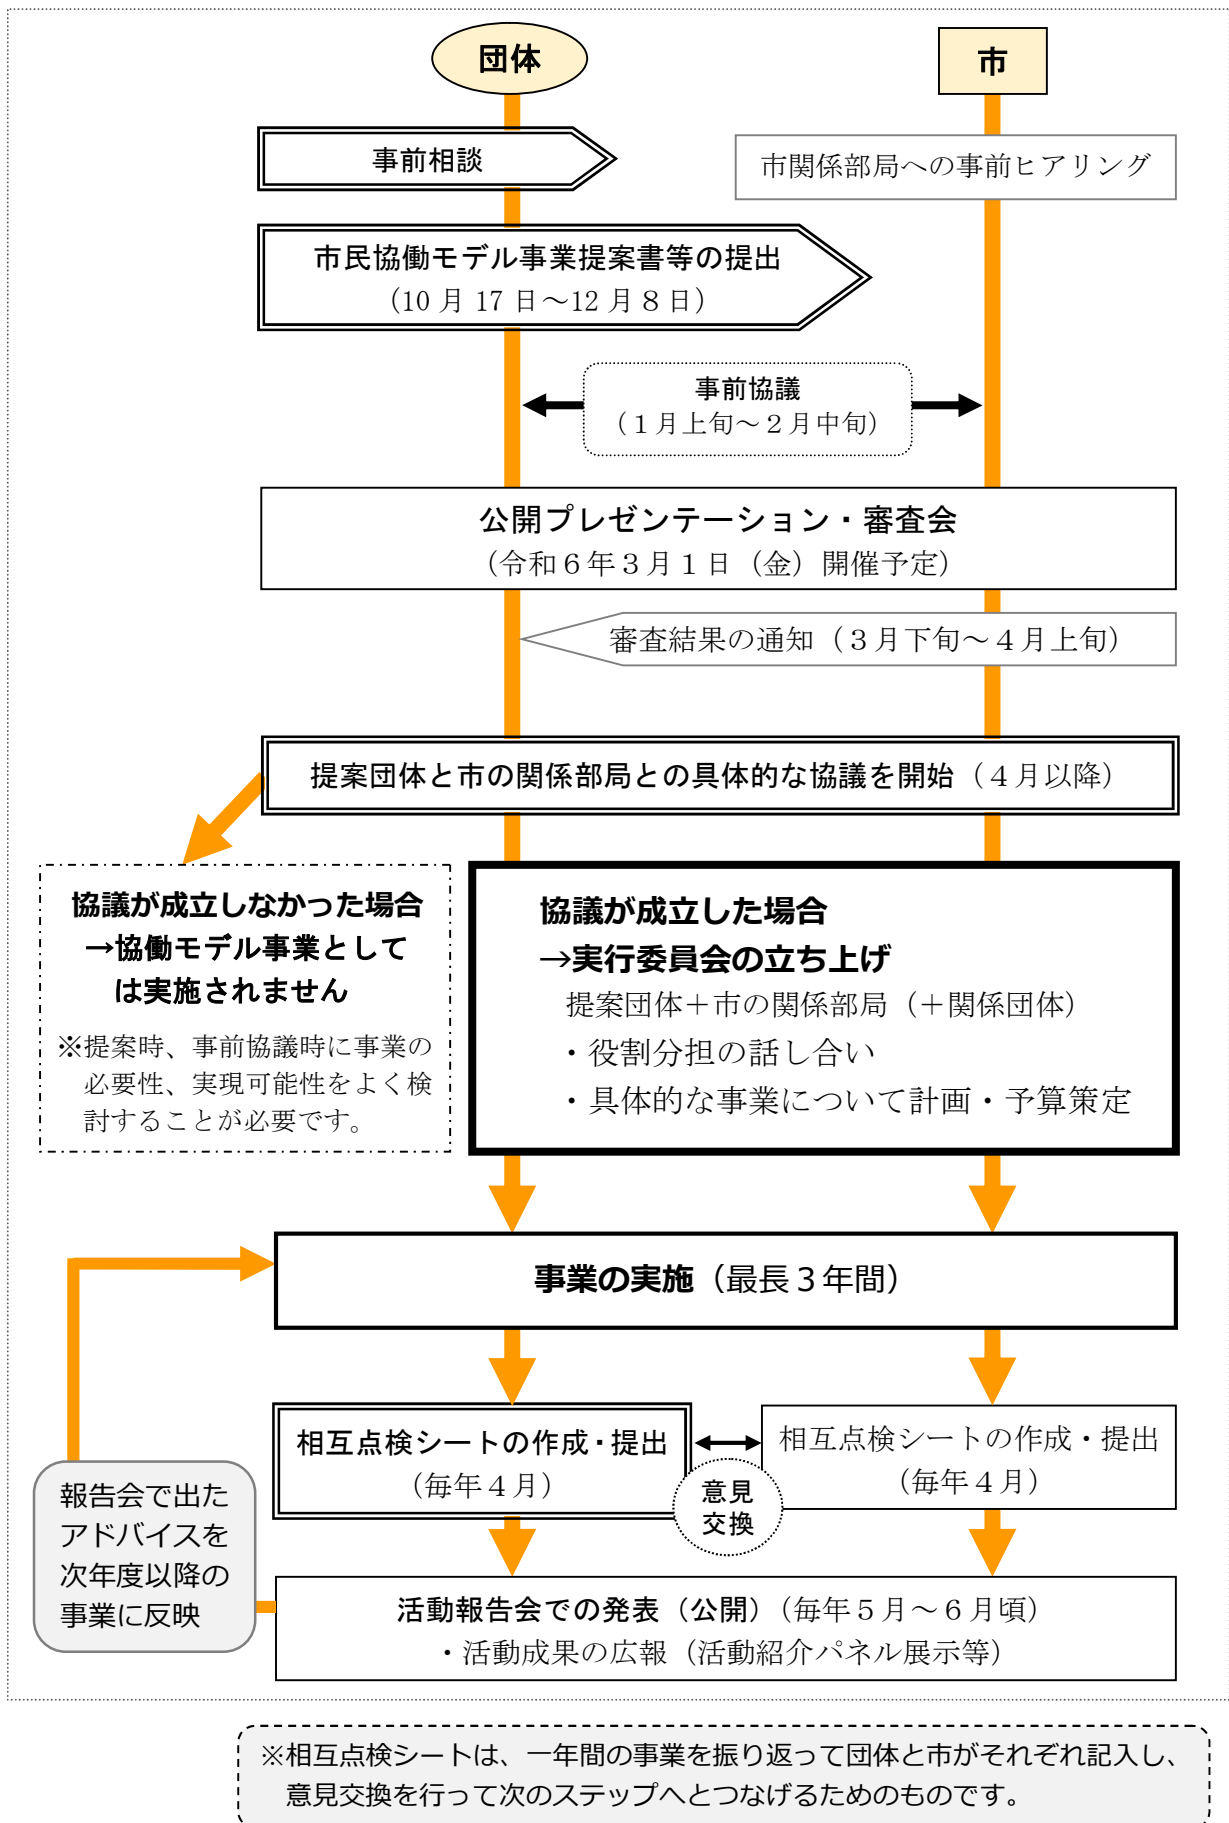 団体
市
事前相談
市関係部局への事前ヒアリング
市民協働モデル事業提案書等の提出
（10月17日～12月８日）
事前協議
（１月上旬～２月中旬）
公開プレゼンテーション・審査会
（令和６年３月１日（金）開催予定）
審査結果の通知（３月下旬～４月上旬）
提案団体と市の関係部局との具体的な協議を開始（４月以降）
協議が成立しなかった場合
→協働モデル事業として
は実施されません
※提案時、事前協議時に事業の
必要性、実現可能性をよく検
討することが必要です。
協議が成立した場合
→実行委員会の立ち上げ
提案団体＋市の関係部局（＋関係団体）
・役割分担の話し合い
・具体的な事業について計画・予算策定
事業の実施（最長３年間）
相互点検シートの作成・提出
（毎年４月）
意見
交換
相互点検シートの作成・提出
（毎年４月）
報告会で出た
アドバイスを
次年度以降の
事業に反映
活動報告会での発表（公開）（毎年５月～６月頃）
・活動成果の広報（活動紹介パネル展示等）
※相互点検シートは、一年間の事業を振り返って団体と市がそれぞれ記入し、
意見交換を行って次のステップへとつなげるためのものです。